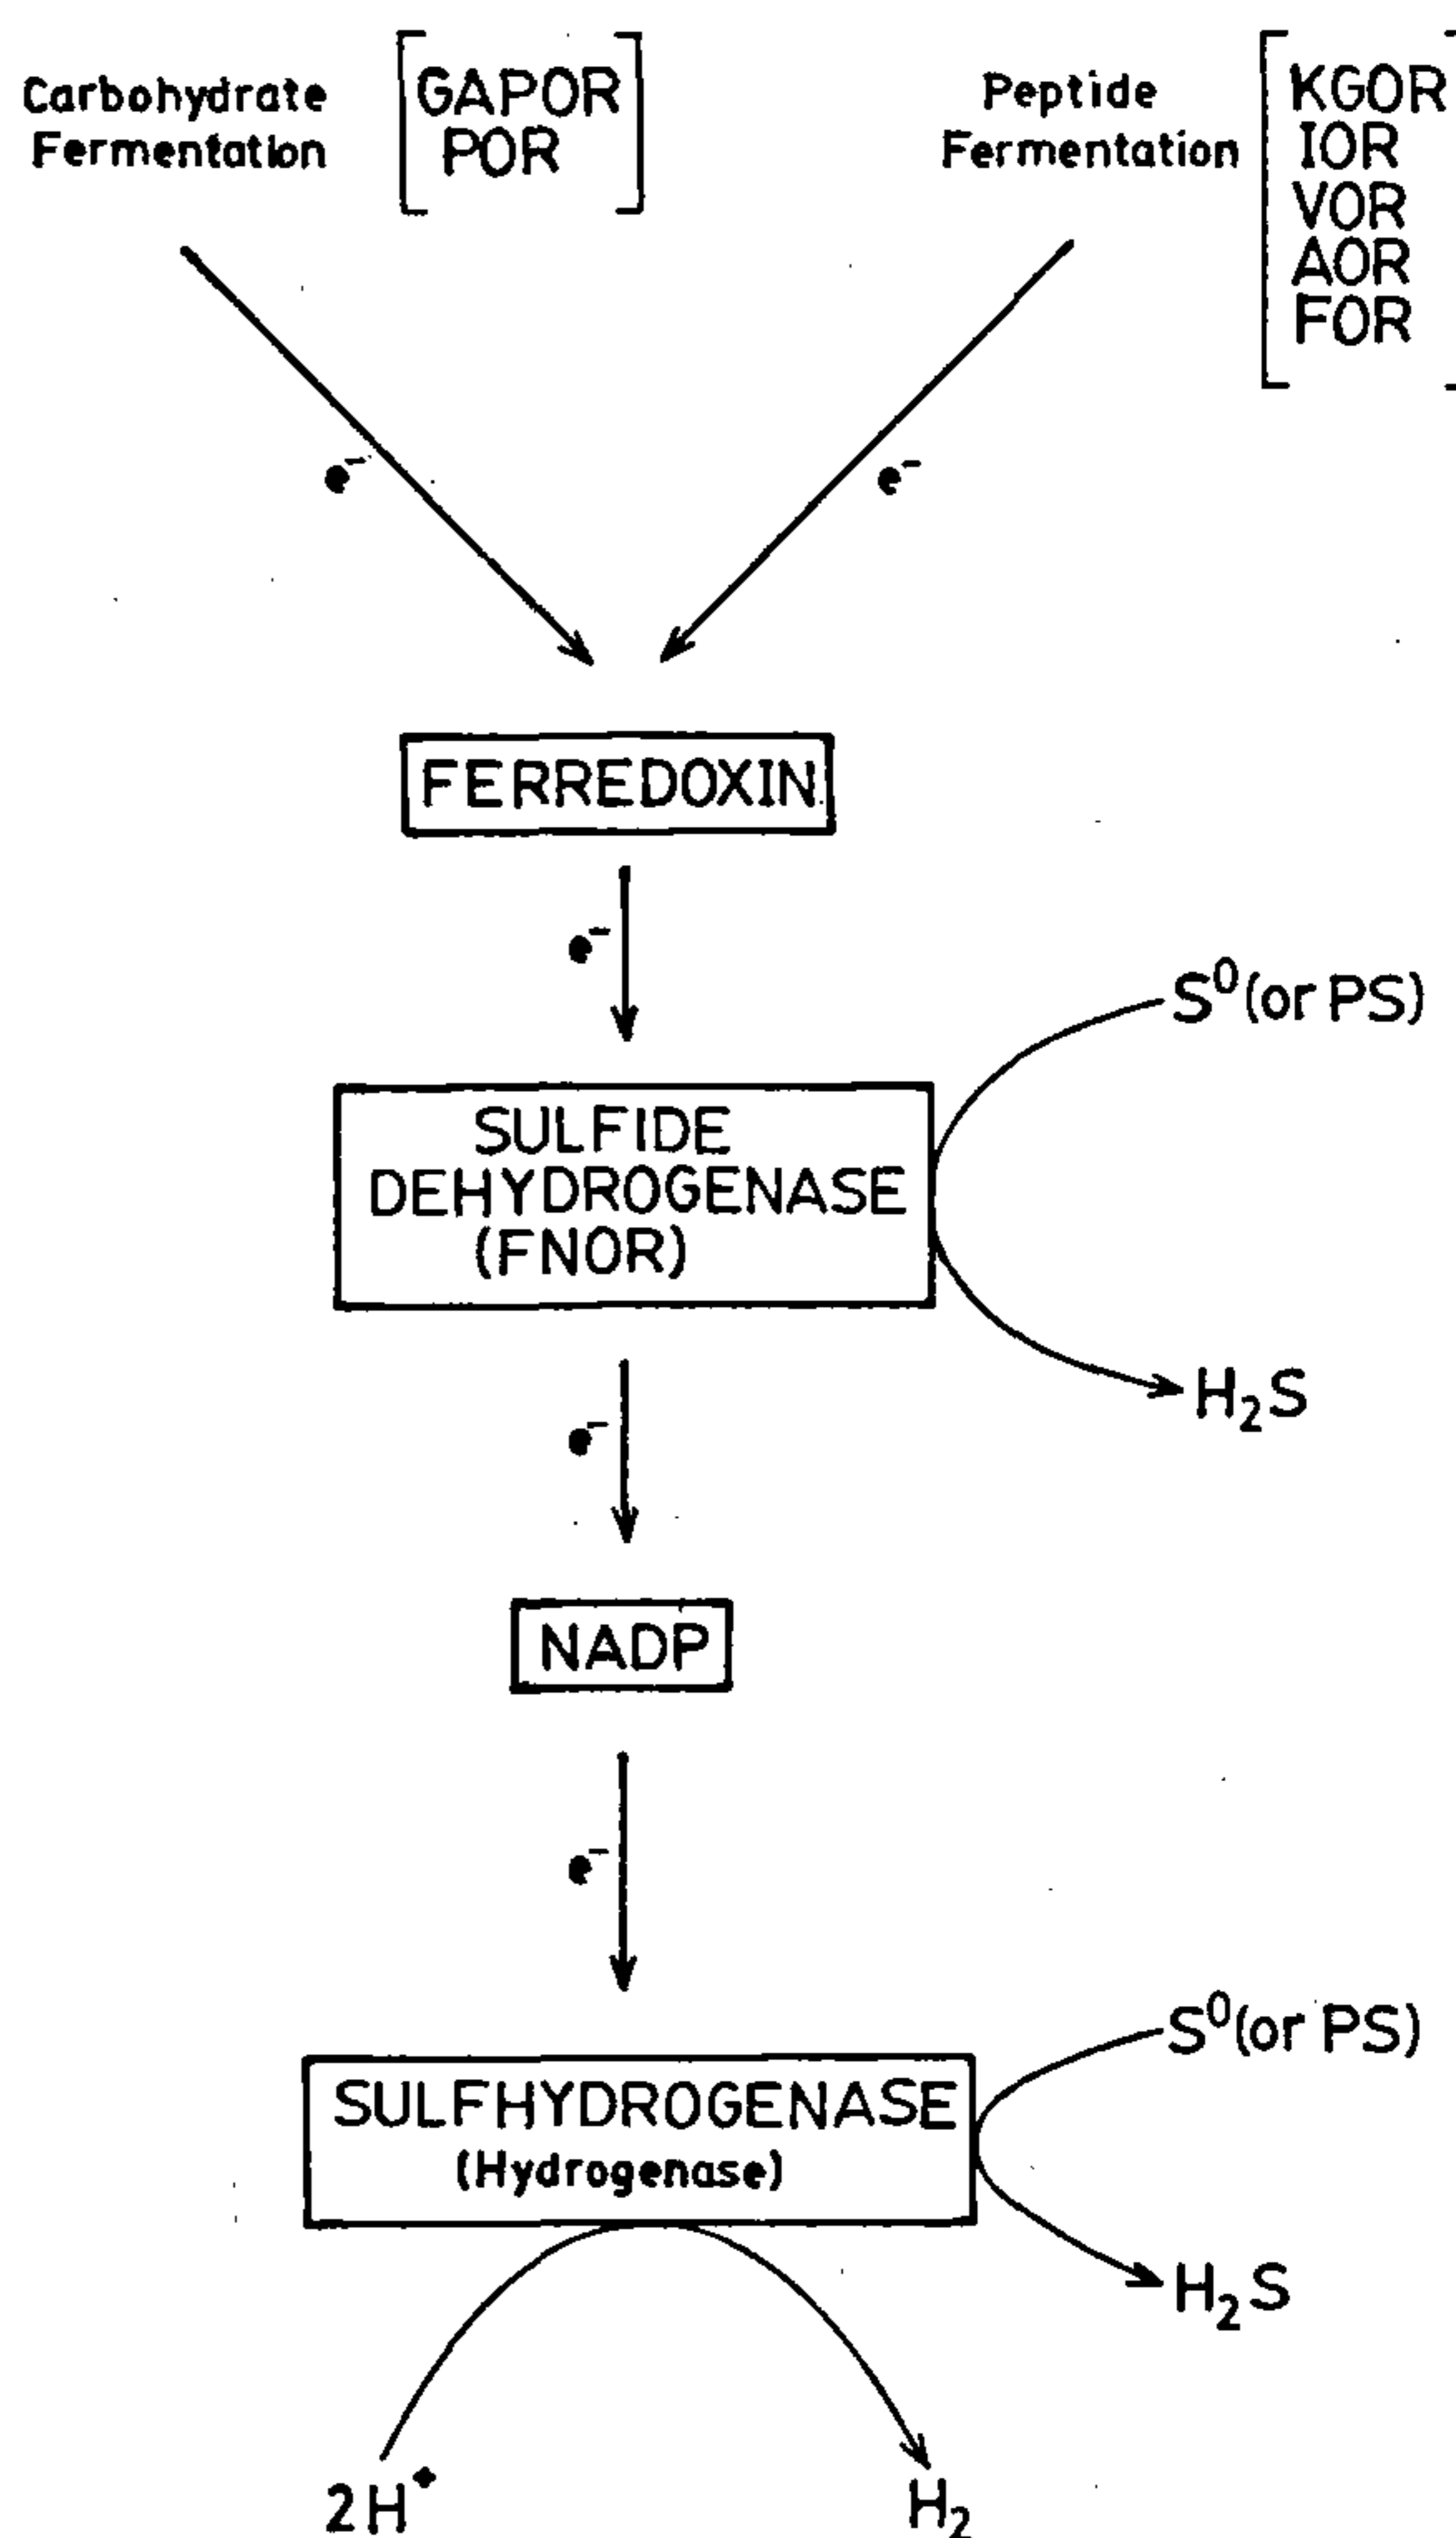 Carbohydrate
Fermentation
GAPOR
POR
Peptide
Fermentation
KGOR
IOR
VOR
AOR
FOR
e⁻
e⁻
FERREDOXIN
e⁻
S⁰(or PS)
SULFIDE
DEHYDROGENASE
(FNOR)
H₂S
e⁻
NADP
e⁻
S⁰(or PS)
SULFHYDROGENASE
(Hydrogenase)
H₂S
2H⁺
H₂